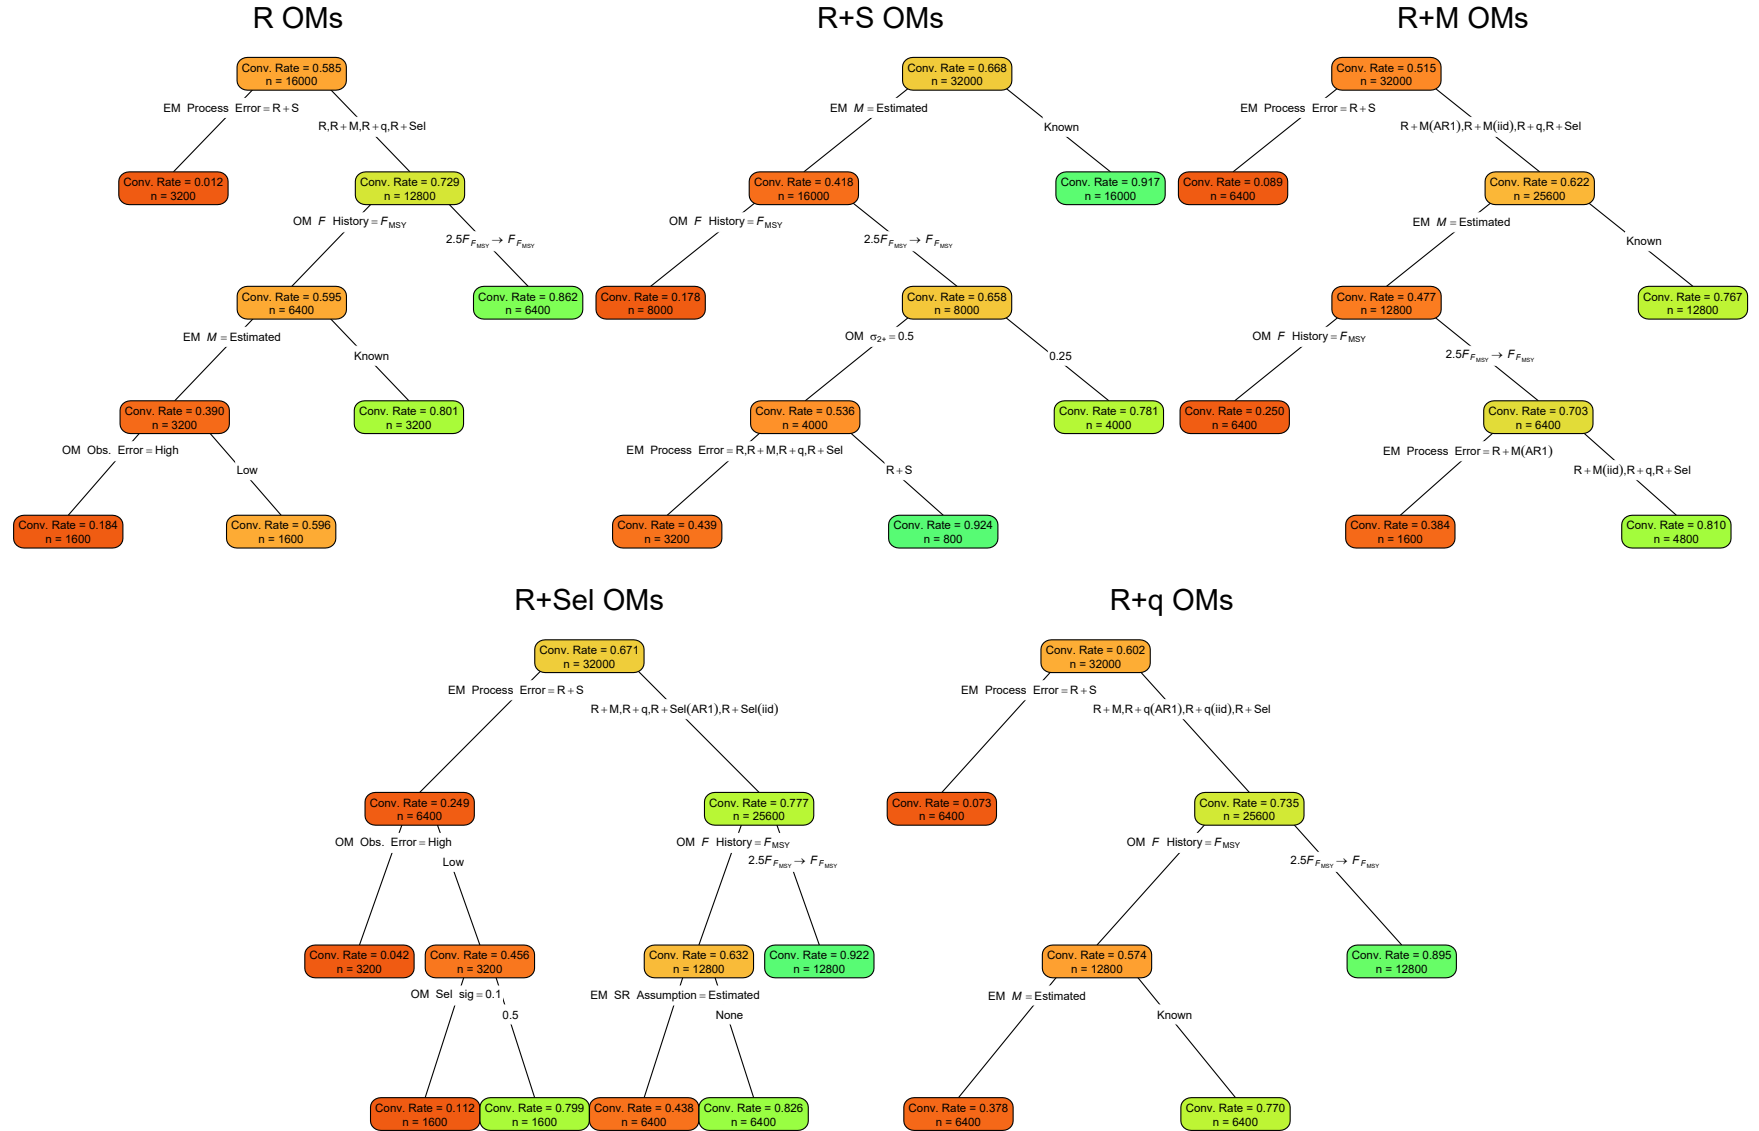 R OMs
Conv. Rate = 0.585
n = 16000
EM Process Error = R + S
R,R + M,R + q,R + Sel
Conv. Rate = 0.012
n = 3200
Conv. Rate = 0.729
n = 12800
OM F History = F_MSY
2.5F_F_MSY → F_F_MSY
Conv. Rate = 0.595
n = 6400
Conv. Rate = 0.862
n = 6400
EM M = Estimated
Known
Conv. Rate = 0.390
n = 3200
Conv. Rate = 0.801
n = 3200
OM Obs. Error = High
Low
Conv. Rate = 0.184
n = 1600
Conv. Rate = 0.596
n = 1600
R+S OMs
Conv. Rate = 0.668
n = 32000
EM M = Estimated
Known
Conv. Rate = 0.418
n = 16000
Conv. Rate = 0.917
n = 16000
OM F History = F_MSY
2.5F_F_MSY → F_F_MSY
Conv. Rate = 0.178
n = 8000
Conv. Rate = 0.658
n = 8000
OM σ2+ = 0.5
0.25
Conv. Rate = 0.536
n = 4000
Conv. Rate = 0.781
n = 4000
EM Process Error = R,R + M,R + q,R + Sel
R + S
Conv. Rate = 0.439
n = 3200
Conv. Rate = 0.924
n = 800
R+M OMs
Conv. Rate = 0.515
n = 32000
EM Process Error = R + S
R + M(AR1),R + M(iid),R + q,R + Sel
Conv. Rate = 0.089
n = 6400
Conv. Rate = 0.622
n = 25600
EM M = Estimated
Known
Conv. Rate = 0.477
n = 12800
Conv. Rate = 0.767
n = 12800
OM F History = F_MSY
2.5F_F_MSY → F_F_MSY
Conv. Rate = 0.250
n = 6400
Conv. Rate = 0.703
n = 6400
EM Process Error = R + M(AR1)
R + M(iid),R + q,R + Sel
Conv. Rate = 0.384
n = 1600
Conv. Rate = 0.810
n = 4800
R+Sel OMs
Conv. Rate = 0.671
n = 32000
EM Process Error = R + S
R + M,R + q,R + Sel(AR1),R + Sel(iid)
Conv. Rate = 0.249
n = 6400
Conv. Rate = 0.777
n = 25600
OM Obs. Error = High
Low
OM F History = F_MSY
2.5F_F_MSY → F_F_MSY
Conv. Rate = 0.042
n = 3200
Conv. Rate = 0.456
n = 3200
Conv. Rate = 0.632
n = 12800
Conv. Rate = 0.922
n = 12800
OM Sel sig = 0.1
0.5
EM SR Assumption = Estimated
None
Conv. Rate = 0.112
n = 1600
Conv. Rate = 0.799
n = 1600
Conv. Rate = 0.438
n = 6400
Conv. Rate = 0.826
n = 6400
R+q OMs
Conv. Rate = 0.602
n = 32000
EM Process Error = R + S
R + M,R + q(AR1),R + q(iid),R + Sel
Conv. Rate = 0.073
n = 6400
Conv. Rate = 0.735
n = 25600
OM F History = F_MSY
2.5F_F_MSY → F_F_MSY
Conv. Rate = 0.574
n = 12800
Conv. Rate = 0.895
n = 12800
EM M = Estimated
Known
Conv. Rate = 0.378
n = 6400
Conv. Rate = 0.770
n = 6400